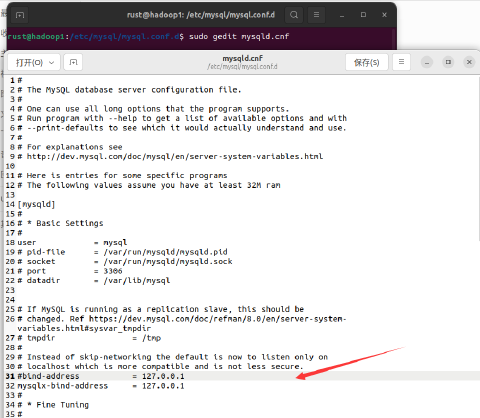 rust@hadoop1: /etc/mysql/mysql.conf.d
rust@hadoop1:/etc/mysql/mysql.conf.d$ sudo gedit mysqld.cnf
打开(O)
mysqld.cnf
/etc/mysql/mysql.conf.d
保存(S)
1 #
2 # The MySQL database server configuration file.
3 #
4 # One can use all long options that the program supports.
5 # Run program with --help to get a list of available options and with
6 # --print-defaults to see which it would actually understand and use.
7 #
8 # For explanations see
9 # http://dev.mysql.com/doc/mysql/en/server-system-variables.html
10
11 # Here is entries for some specific programs
12 # The following values assume you have at least 32M ram
13
14 [mysqld]
15 #
16 # * Basic Settings
17 #
18 user = mysql
19 # pid-file = /var/run/mysqld/mysqld.pid
20 # socket = /var/run/mysqld/mysqld.sock
21 # port = 3306
22 # datadir = /var/lib/mysql
23
24
25 # If MySQL is running as a replication slave, this should be
26 # changed. Ref https://dev.mysql.com/doc/refman/8.0/en/server-system-
variables.html#sysvar_tmpdir
27 # tmpdir = /tmp
28 #
29 # Instead of skip-networking the default is now to listen only on
30 # localhost which is more compatible and is not less secure.
31 #bind-address = 127.0.0.1
32 mysqlx-bind-address = 127.0.0.1
33 #
34 # * Fine Tuning
35 #